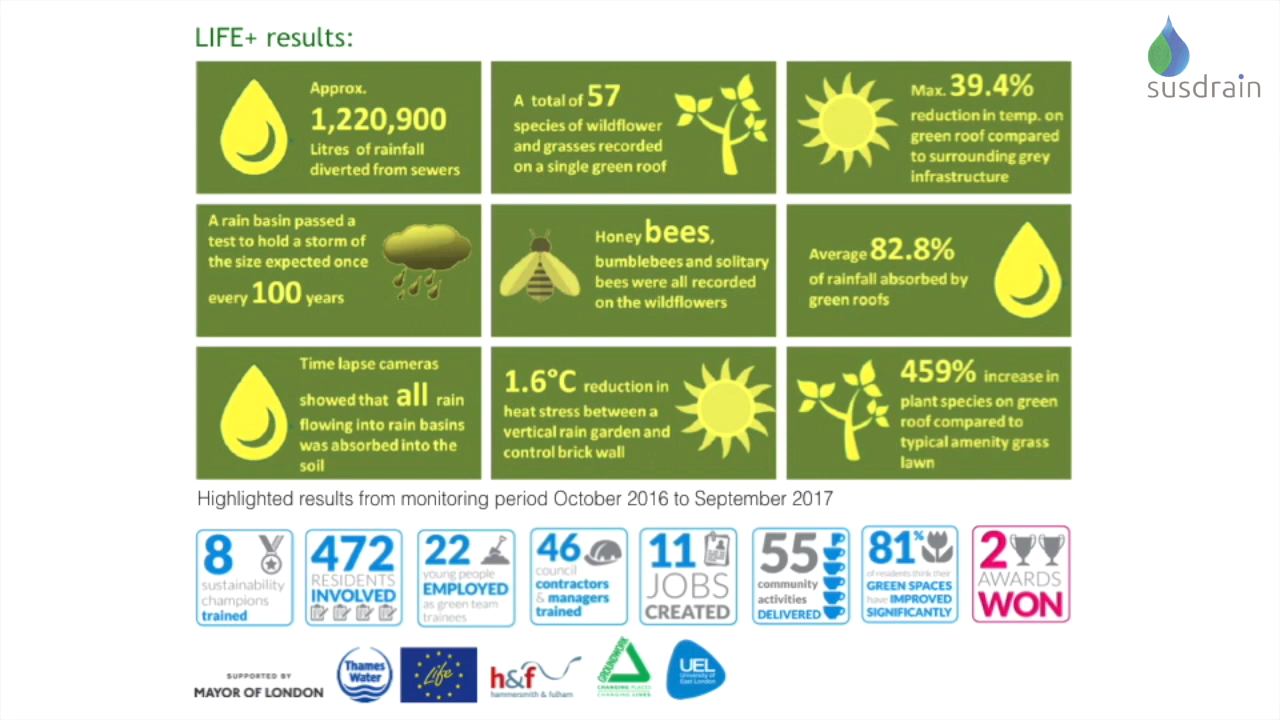 LIFE+ results:
susdrain
Approx.
1,220,900
Litres of rainfall
diverted from sewers
A total of 57
species of wildflower
and grasses recorded
on a single green roof
Max. 39.4%
reduction in temp. on
green roof compared
to surrounding grey
infrastructure
A rain basin passed a
test to hold a storm of
the size expected once
every 100 years
Honey bees,
bumblebees and solitary
bees were all recorded
on the wildflowers
Average 82.8%
of rainfall absorbed by
green roofs
Time lapse cameras
showed that all rain
flowing into rain basins
was absorbed into the
soil
1.6°C reduction in
heat stress between a
vertical rain garden and
control brick wall
459% increase in
plant species on green
roof compared to
typical amenity grass
lawn
Highlighted results from monitoring period October 2016 to September 2017
8
sustainability
champions
trained
472
RESIDENTS
INVOLVED
22
young people
EMPLOYED
as green team
trainees
46
council
contractors
& managers
trained
11
JOBS
CREATED
55
community
activities
DELIVERED
81%
of residents think their
GREEN SPACES
have IMPROVED
SIGNIFICANTLY
2
AWARDS
WON
SUPPORTED BY
MAYOR OF LONDON
Thames
Water
Life
h&f
hammersmith & fulham
GROUNDWORK
CHANGING PLACES
CHANGING LIVES
UEL
University of
East London